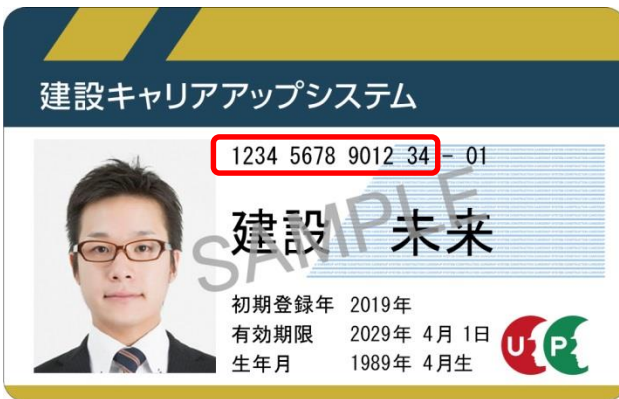 建設キャリアアップシステム
1234 5678 9012 34 - 01
建設 未来
SAMPLE
初期登録年 2019年
有効期限 2029年 4月 1日
生年月 1989年 4月生
U P